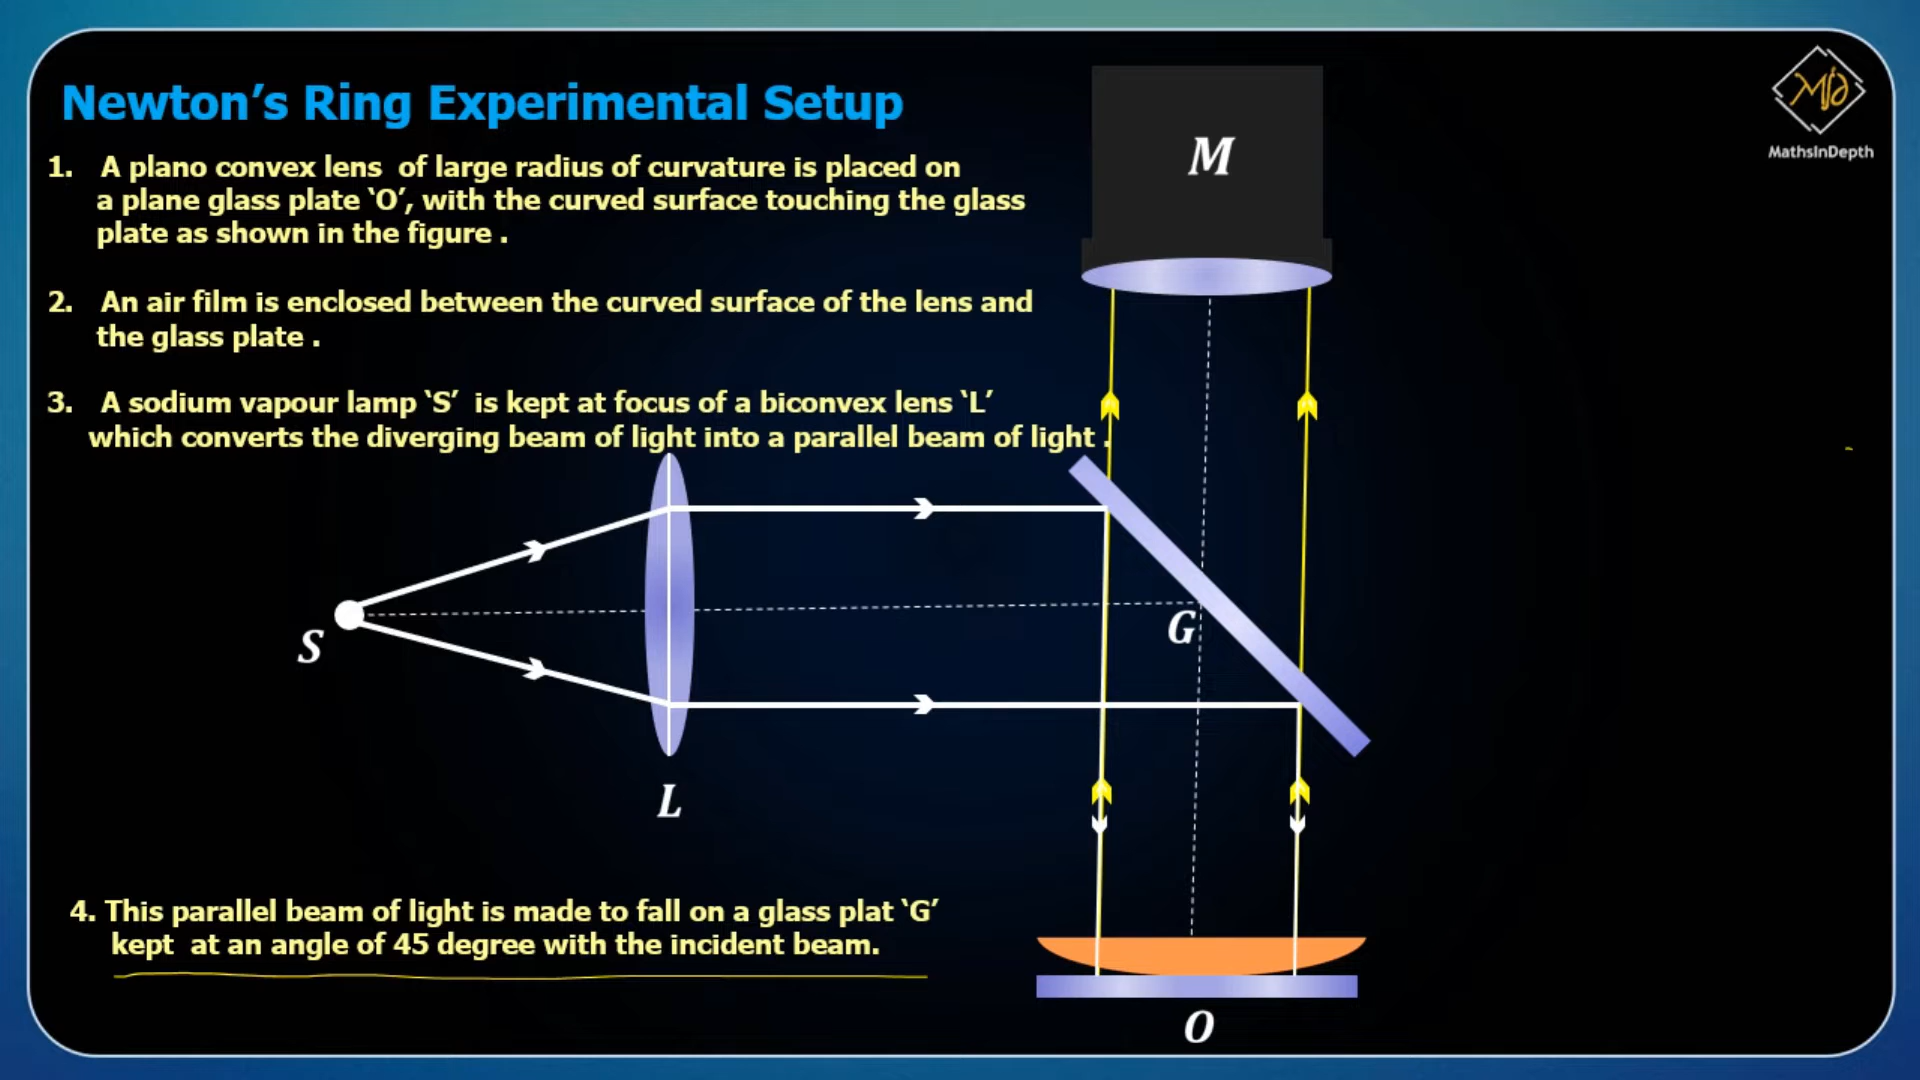 Newton's Ring Experimental Setup
1. A plano convex lens of large radius of curvature is placed on
a plane glass plate ‘O’, with the curved surface touching the glass
plate as shown in the figure .
2. An air film is enclosed between the curved surface of the lens and
the glass plate .
3. A sodium vapour lamp ‘S’ is kept at focus of a biconvex lens ‘L’
which converts the diverging beam of light into a parallel beam of light .
M
MathsInDepth
S
G
L
4. This parallel beam of light is made to fall on a glass plat ‘G’
kept at an angle of 45 degree with the incident beam.
O